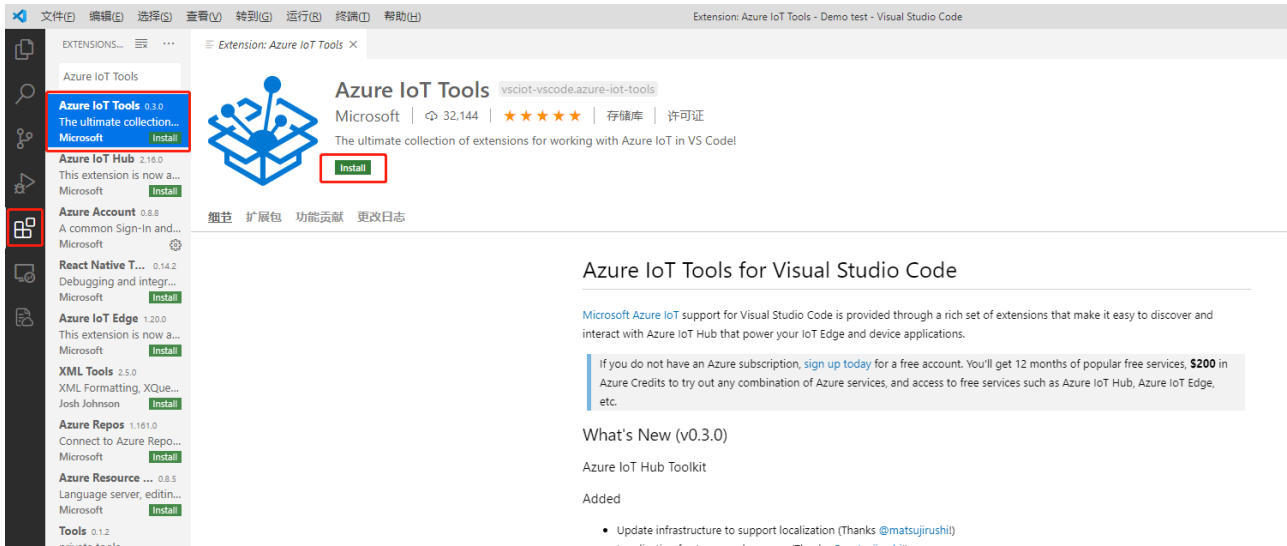 文件(F) 编辑(E) 选择(S) 查看(V) 转到(G) 运行(R) 终端(T) 帮助(H) Extension: Azure IoT Tools - Demo test - Visual Studio Code
EXTENSIONS...
Extension: Azure IoT Tools
Azure IoT Tools
Azure IoT Tools 0.3.0
The ultimate collection...
Microsoft Install
Azure IoT Hub 2.16.0
This extension is now a...
Microsoft Install
Azure Account 0.8.8
A common Sign-In and...
Microsoft
React Native T... 0.14.2
Debugging and integr...
Microsoft Install
Azure IoT Edge 1.20.0
This extension is now a...
Microsoft Install
XML Tools 2.5.0
XML Formatting, XQue...
Josh Johnson Install
Azure Repos 1.161.0
Connect to Azure Repo...
Microsoft Install
Azure Resource ... 0.8.5
Language server, editin...
Microsoft Install
Tools 0.1.2
Azure IoT Tools vsciot-vscode.azure-iot-tools
Microsoft 32,144 ★★★★★ 存储库 许可证
The ultimate collection of extensions for working with Azure IoT in VS Code!
Install
细节 扩展包 功能贡献 更改日志
Azure IoT Tools for Visual Studio Code
Microsoft Azure IoT support for Visual Studio Code is provided through a rich set of extensions that make it easy to discover and
interact with Azure IoT Hub that power your IoT Edge and device applications.
If you do not have an Azure subscription, sign up today for a free account. You'll get 12 months of popular free services, $200 in
Azure Credits to try out any combination of Azure services, and access to free services such as Azure IoT Hub, Azure IoT Edge,
etc.
What's New (v0.3.0)
Azure IoT Hub Toolkit
Added
• Update infrastructure to support localization (Thanks @matsujirushi!)